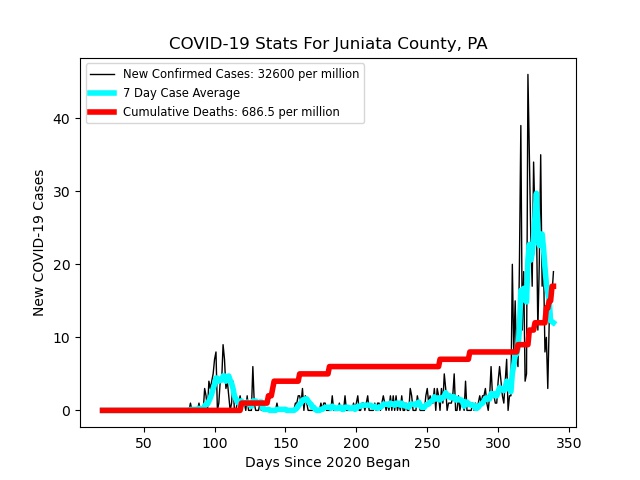 COVID-19 Stats For Juniata County, PA
New Confirmed Cases: 32600 per million
7 Day Case Average
Cumulative Deaths: 686.5 per million
New COVID-19 Cases
40
30
20
10
0
50 100 150 200 250 300 350
Days Since 2020 Began